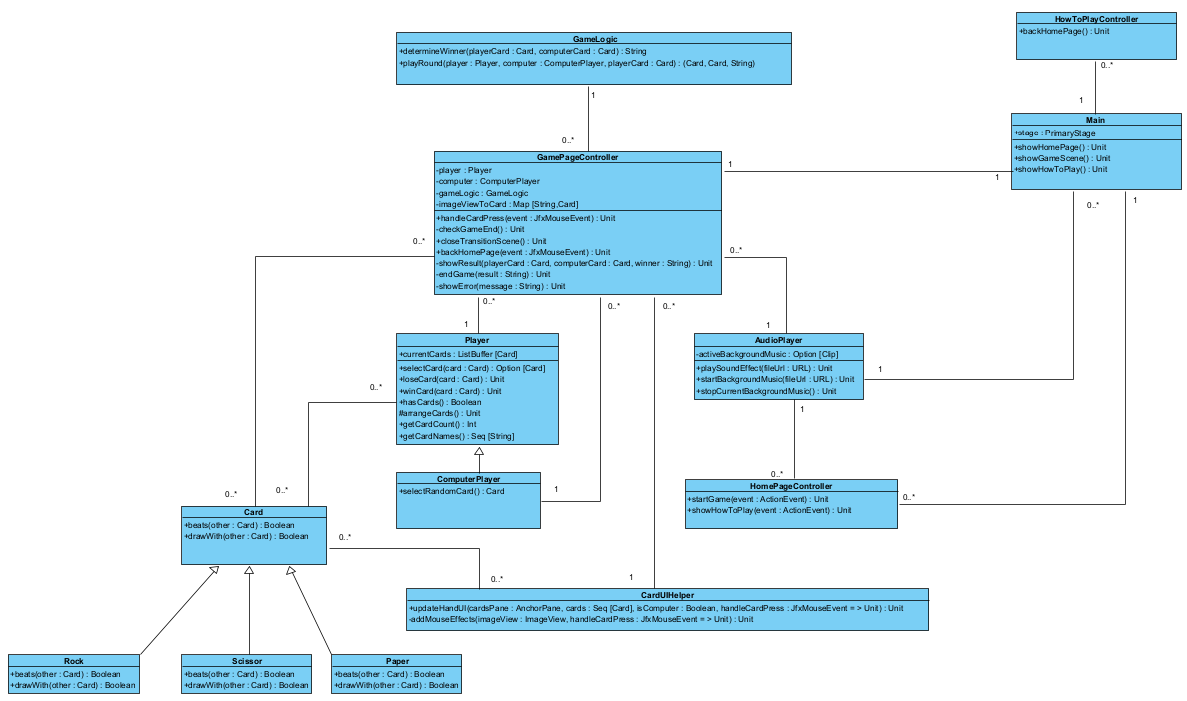 HowToPlayController
+backHomePage() : Unit
0..*
1
GameLogic
+determineWinner(playerCard : Card, computerCard : Card) : String
+playRound(player : Player, computer : ComputerPlayer, playerCard : Card) : (Card, Card, String)
1
0..*
Main
+stage : PrimaryStage
+showHomePage() : Unit
+showGameScene() : Unit
+showHowToPlay() : Unit
1
1
0..*
1
GamePageController
-player : Player
-computer : ComputerPlayer
-gameLogic : GameLogic
-imageViewToCard : Map [String,Card]
+handleCardPress(event : JfxMouseEvent) : Unit
-checkGameEnd() : Unit
+closeTransitionScene() : Unit
+backHomePage(event : JfxMouseEvent) : Unit
-showResult(playerCard : Card, computerCard : Card, winner : String) : Unit
-endGame(result : String) : Unit
-showError(message : String) : Unit
0..*
0..*
0..*
0..*
0..*
1
1
Player
+currentCards : ListBuffer [Card]
+selectCard(card : Card) : Option [Card]
+loseCard(card : Card) : Unit
+winCard(card : Card) : Unit
+hasCards() : Boolean
#arrangeCards() : Unit
+getCardCount() : Int
+getCardNames() : Seq [String]
0..*
AudioPlayer
-activeBackgroundMusic : Option [Clip]
+playSoundEffect(fileUrl : URL) : Unit
+startBackgroundMusic(fileUrl : URL) : Unit
+stopCurrentBackgroundMusic() : Unit
1
1
0..*
ComputerPlayer
+selectRandomCard() : Card
1
HomePageController
+startGame(event : ActionEvent) : Unit
+showHowToPlay(event : ActionEvent) : Unit
0..*
0..*
0..*
Card
+beats(other : Card) : Boolean
+drawWith(other : Card) : Boolean
0..*
0..*
1
CardUIHelper
+updateHandUI(cardsPane : AnchorPane, cards : Seq [Card], isComputer : Boolean, handleCardPress : JfxMouseEvent = > Unit) : Unit
-addMouseEffects(imageView : ImageView, handleCardPress : JfxMouseEvent = > Unit) : Unit
Rock
+beats(other : Card) : Boolean
+drawWith(other : Card) : Boolean
Scissor
+beats(other : Card) : Boolean
+drawWith(other : Card) : Boolean
Paper
+beats(other : Card) : Boolean
+drawWith(other : Card) : Boolean